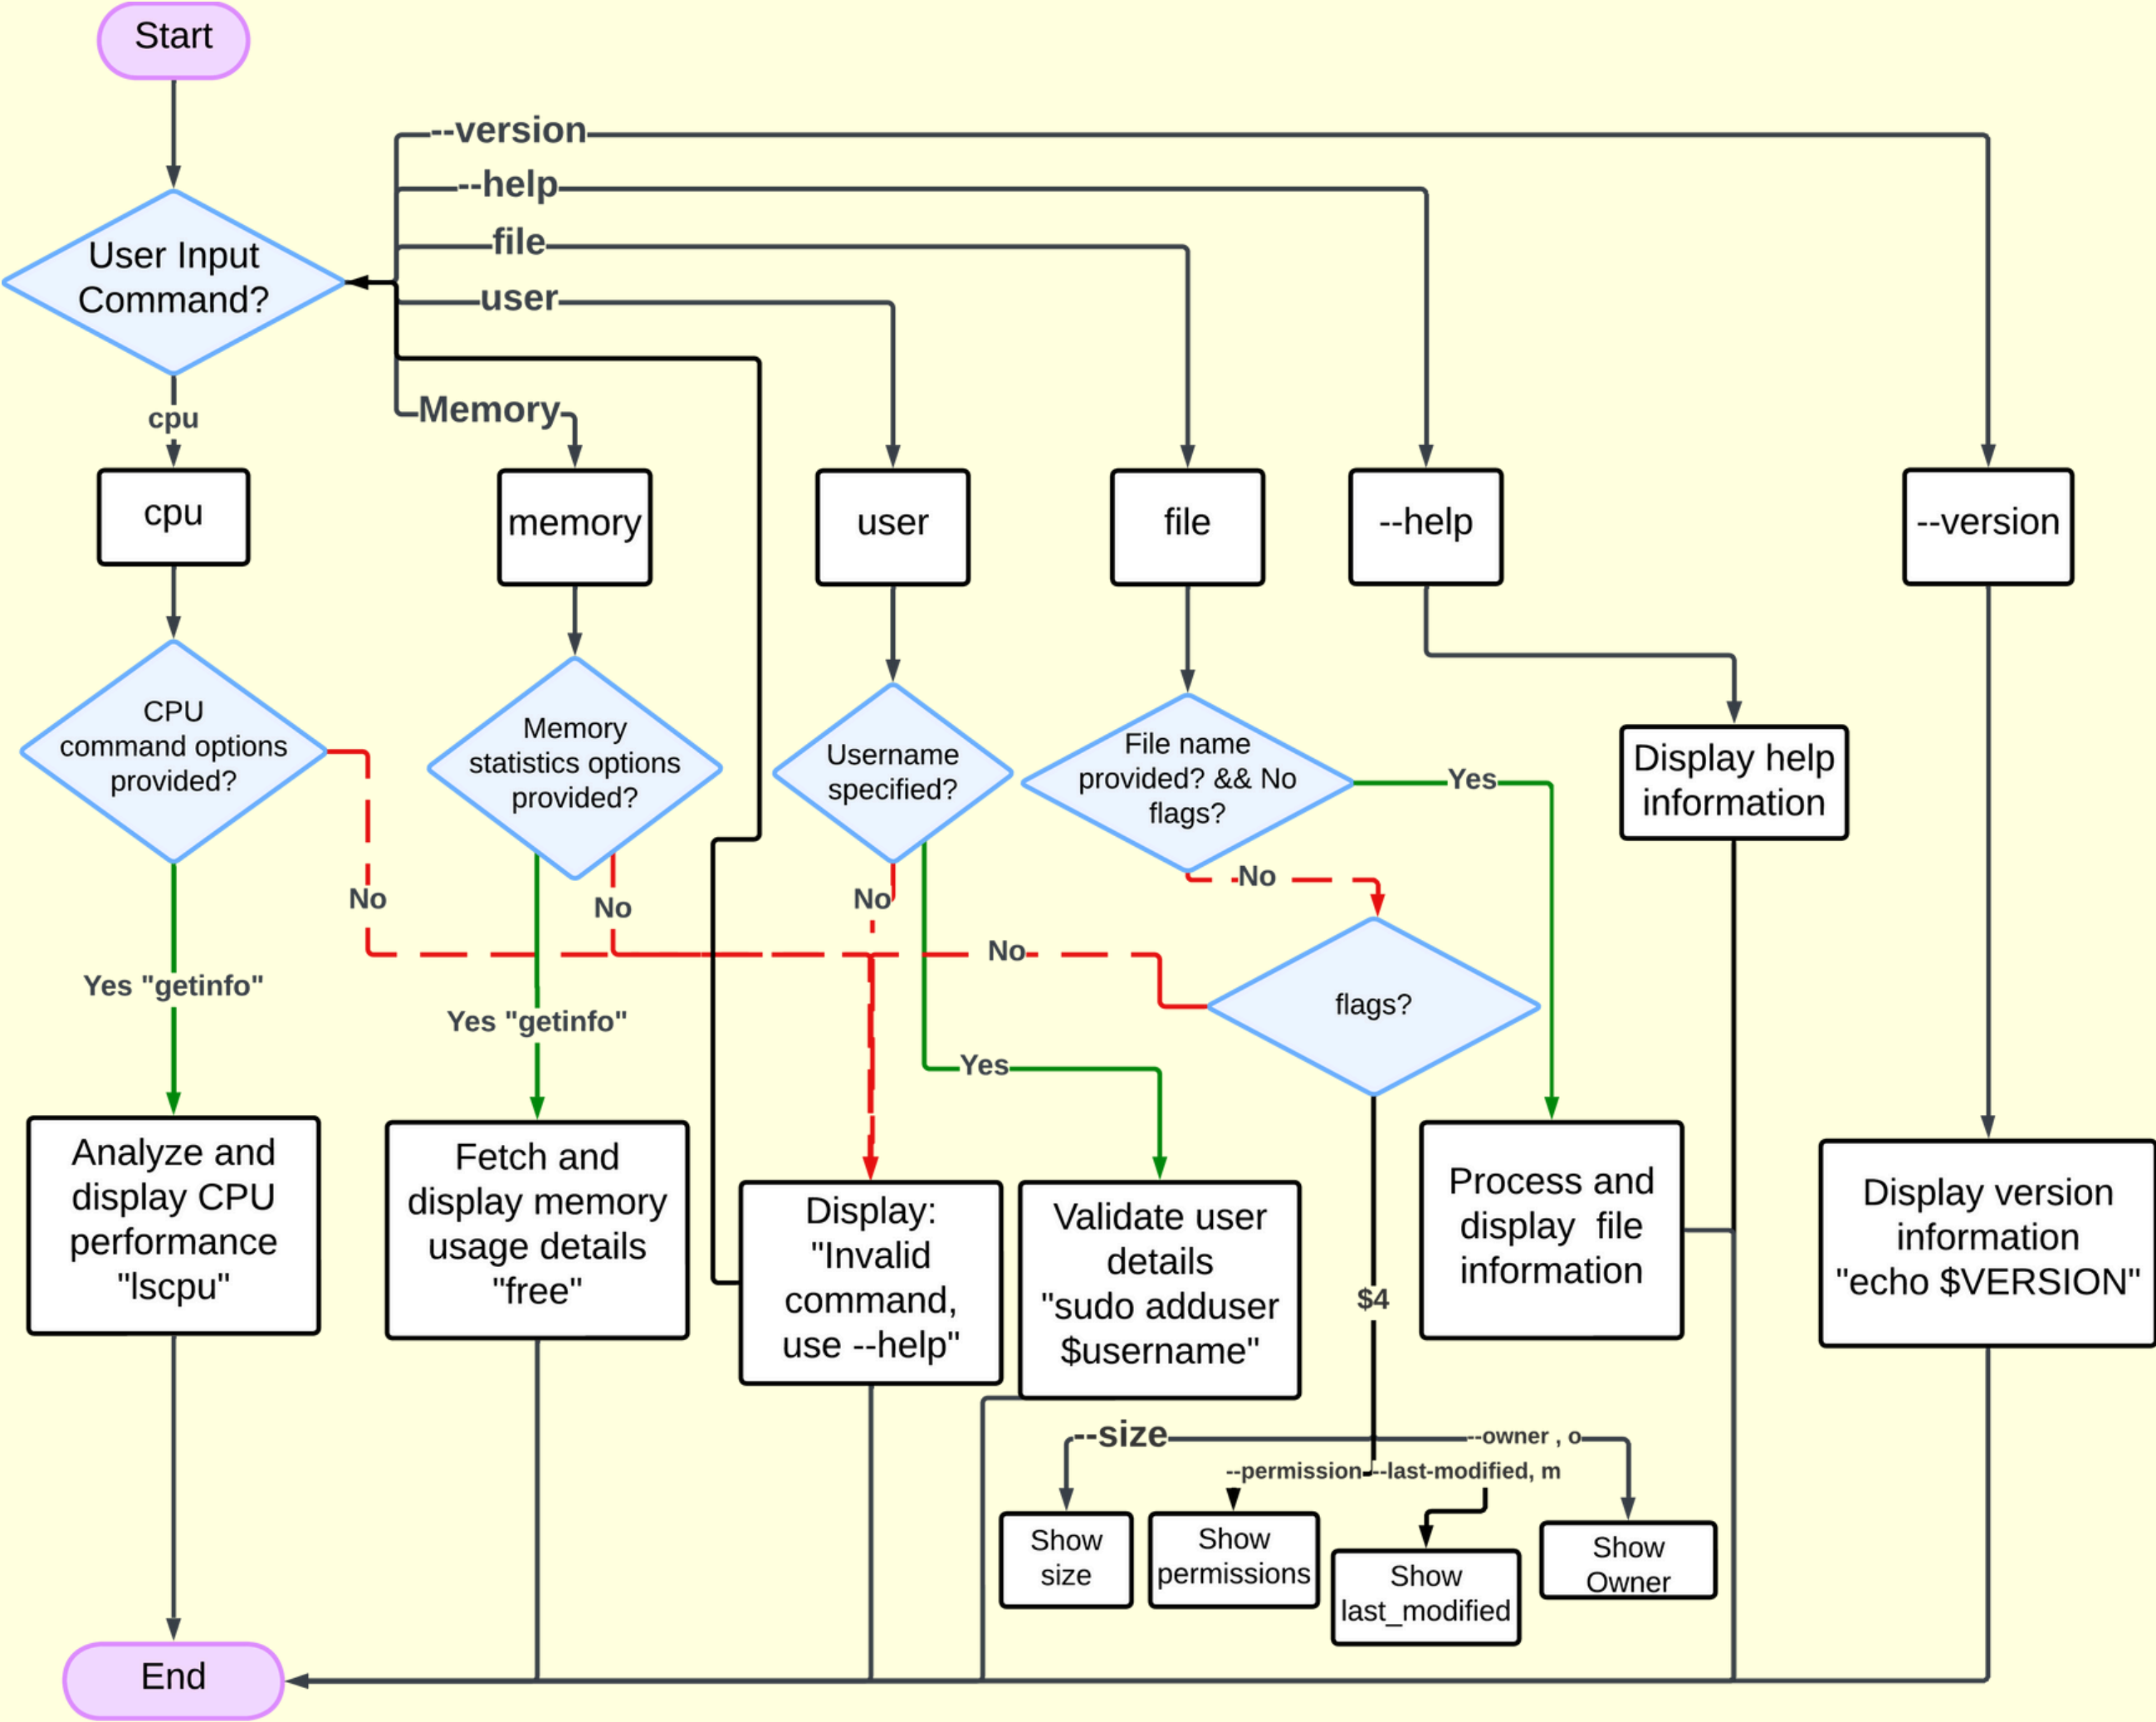 Start
--version
--help
file
user
Memory
User Input
Command?
cpu
cpu
memory
user
file
--help
--version
CPU
command options
provided?
Memory
statistics options
provided?
Username
specified?
File name
provided? && No
flags?
Yes
Display help
information
No
No
No
No
No
flags?
Yes "getinfo"
Yes "getinfo"
Yes
Analyze and
display CPU
performance
"lscpu"
Fetch and
display memory
usage details
"free"
Display:
"Invalid
command,
use --help"
Validate user
details
"sudo adduser
$username"
$4
Process and
display  file
information
Display version
information
"echo $VERSION"
--size
--owner , o
--permission
--last-modified, m
Show
size
Show
permissions
Show
last_modified
Show
Owner
End